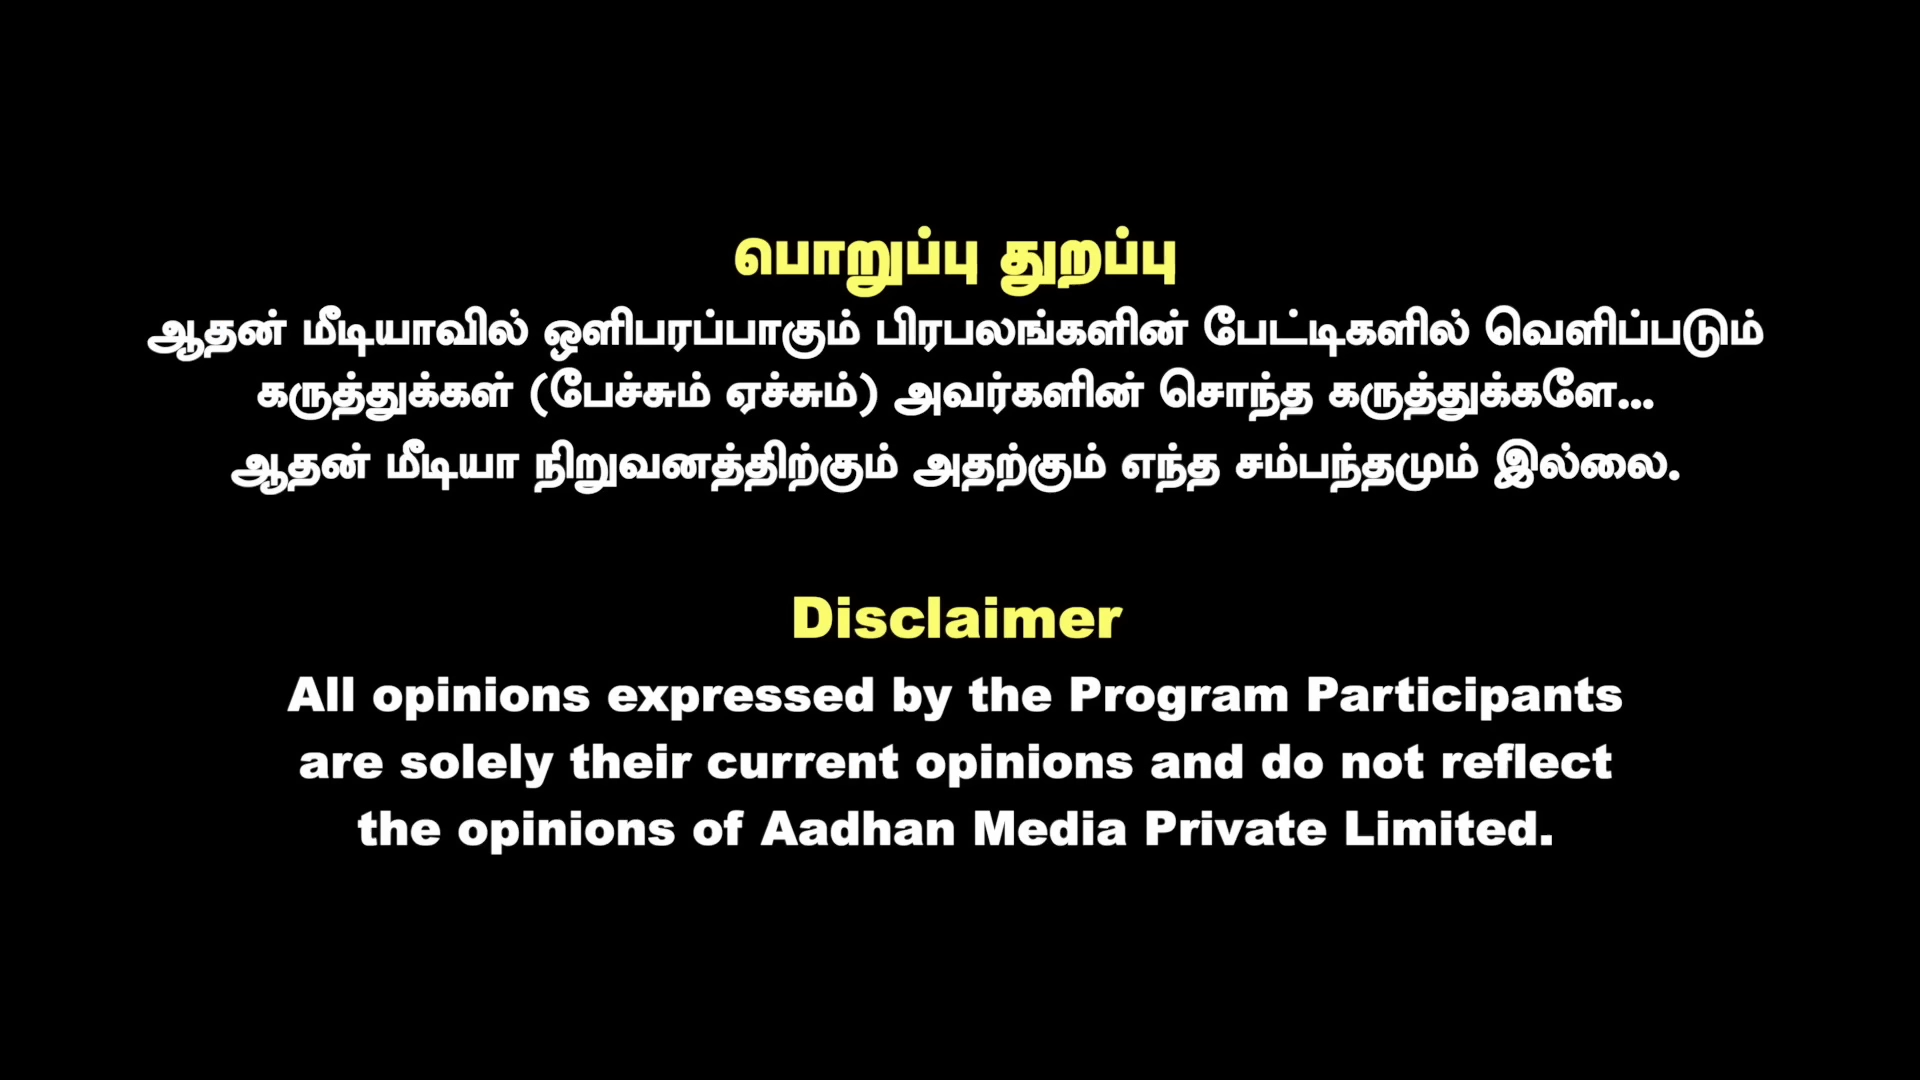 பொறுப்பு துறப்பு
ஆதன் மீடியாவில் ஒளிபரப்பாகும் பிரபலங்களின் பேட்டிகளில் வெளிப்படும்
கருத்துக்கள் (பேச்சும் ஏச்சும்) அவர்களின் சொந்த கருத்துக்களே...
ஆதன் மீடியா நிறுவனத்திற்கும் அதற்கும் எந்த சம்பந்தமும் இல்லை.
Disclaimer
All opinions expressed by the Program Participants
are solely their current opinions and do not reflect
the opinions of Aadhan Media Private Limited.